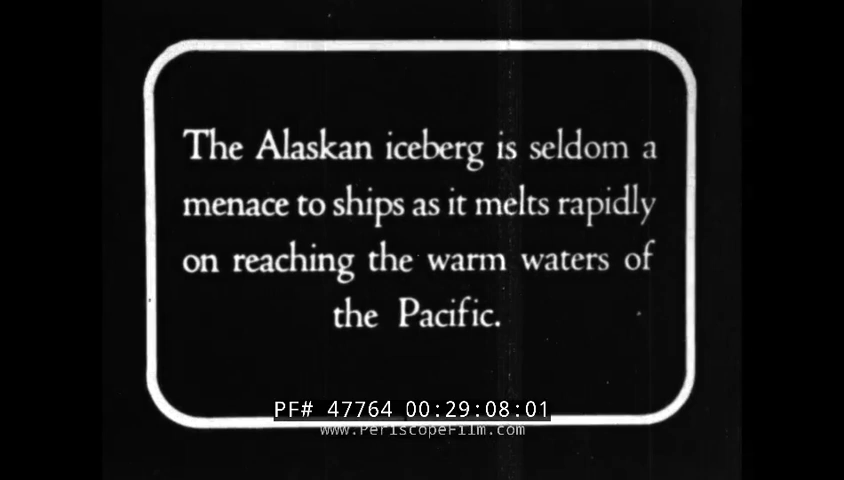 The Alaskan iceberg is seldom a
menace to ships as it melts rapidly
on reaching the warm waters of
the Pacific.
PF# 47764 00:29:08:01
www.PeriscopeFilm.com